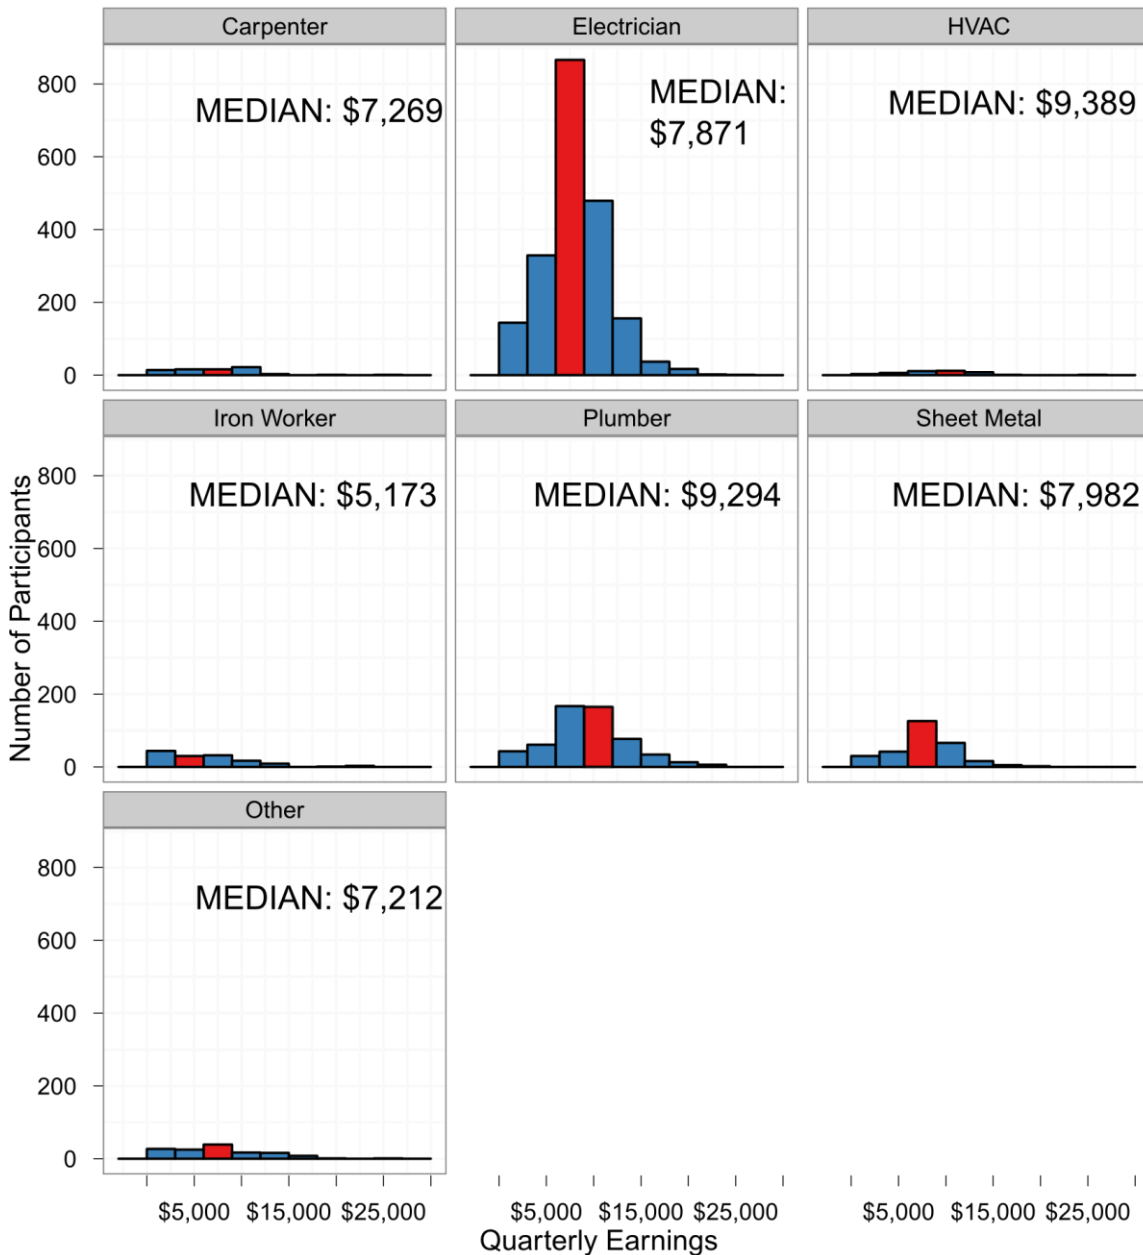 Carpenter
Electrician
HVAC
MEDIAN: $7,269
MEDIAN:
$7,871
MEDIAN: $9,389
800
600
400
200
0
Iron Worker
Plumber
Sheet Metal
MEDIAN: $5,173
MEDIAN: $9,294
MEDIAN: $7,982
800
600
400
200
0
Number of Participants
Other
MEDIAN: $7,212
800
600
400
200
0
$5,000 $15,000 $25,000
$5,000 $15,000 $25,000
$5,000 $15,000 $25,000
Quarterly Earnings